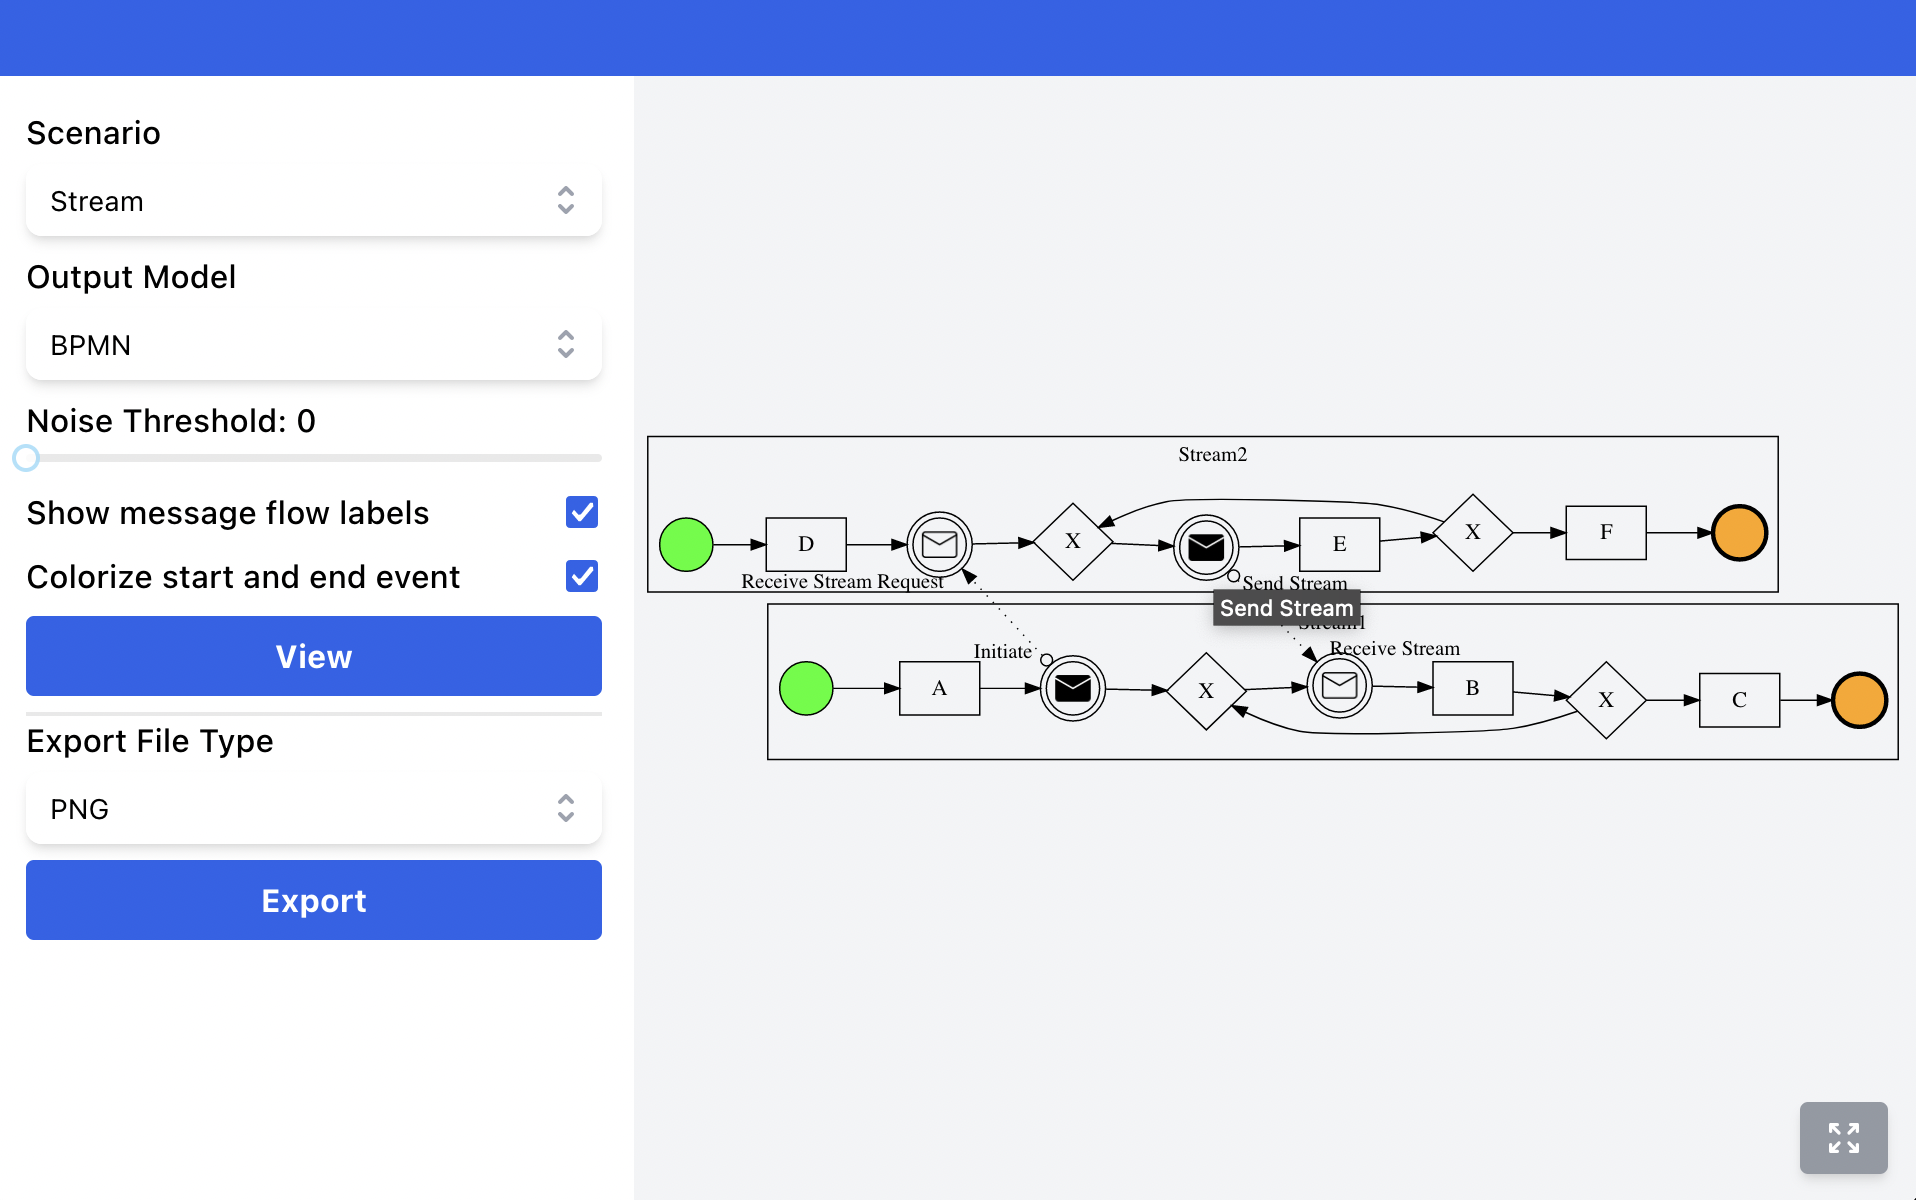 Scenario
Stream
Output Model
BPMN
Noise Threshold: 0
Show message flow labels
Colorize start and end event
View
Export File Type
PNG
Export
Stream2
D
X
E
X
F
Receive Stream Request
Send Stream
Send Stream
Stream1
Initiate
Receive Stream
A
X
B
X
C